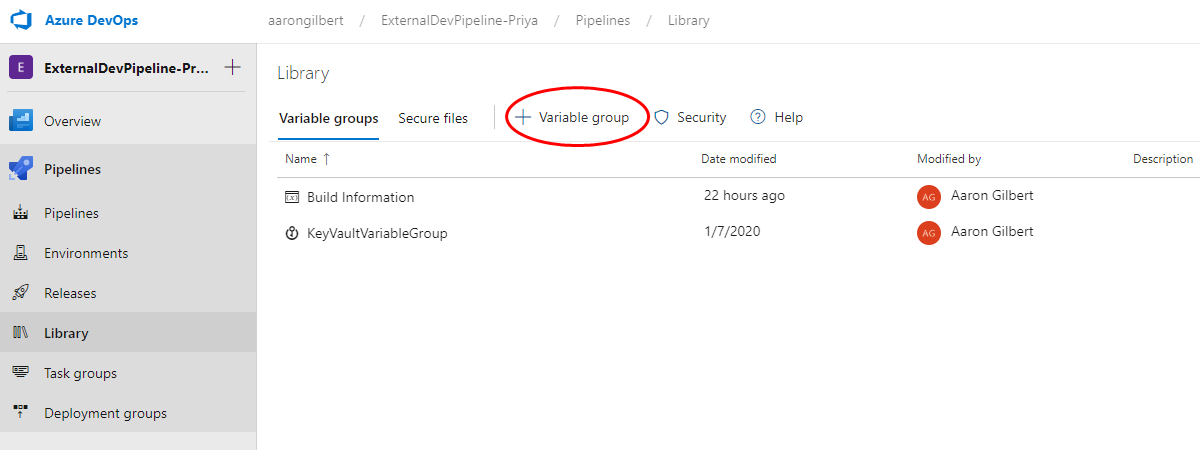 Azure DevOps
aarongilbert / ExternalDevPipeline-Priya / Pipelines / Library
E ExternalDevPipeline-Pr... +
Overview
Pipelines
Pipelines
Environments
Releases
Library
Task groups
Deployment groups
Library
Variable groups Secure files + Variable group Security ? Help
Name ↑ Date modified Modified by Description
(x) Build Information 22 hours ago AG Aaron Gilbert
KeyVaultVariableGroup 1/7/2020 AG Aaron Gilbert